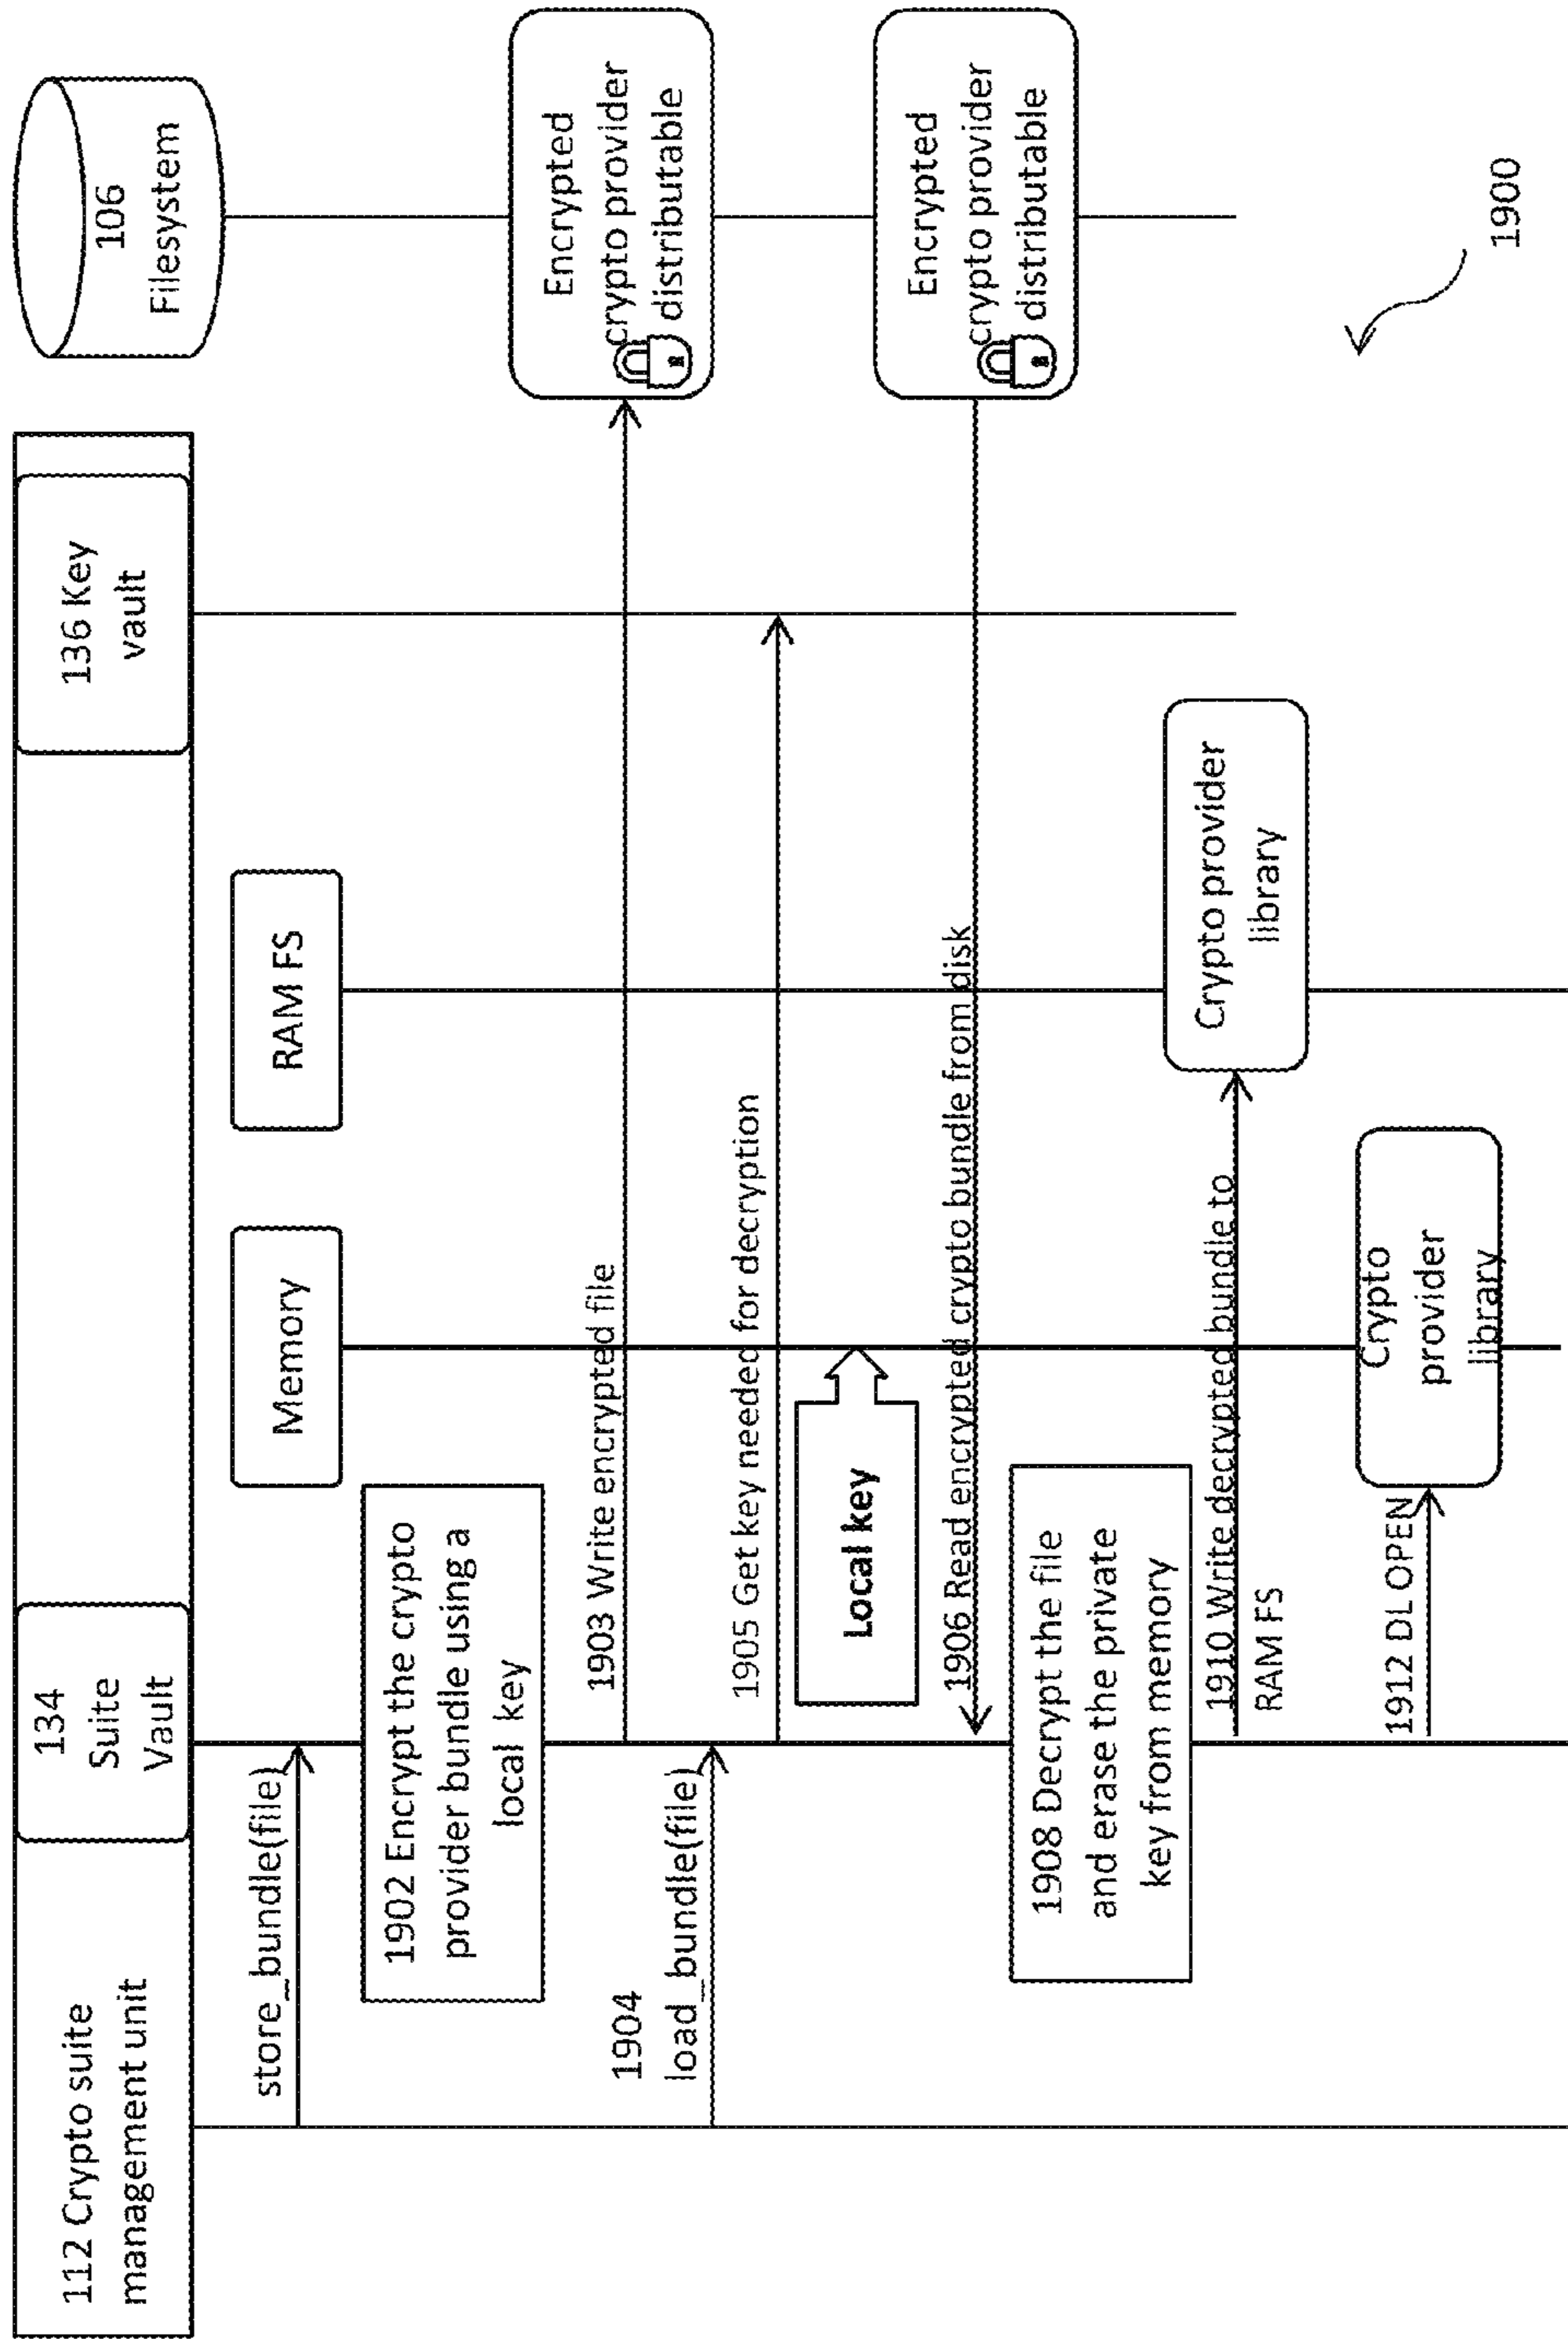 112 Crypto suite
management unit
134
Suite
Vault
136 Key
vault
106
Filesystem
Memory
RAM FS
store_bundle(file)
1902 Encrypt the crypto
provider bundle using a
local key
1903 Write encrypted file
Encrypted
crypto provider
distributable
1904
load_bundle(file)
1905 Get key needed for decryption
Local key
1906 Read encrypted crypto bundle from disk
Encrypted
crypto provider
distributable
1908 Decrypt the file
and erase the private
key from memory
1910 Write decrypted bundle to
RAM FS
Crypto provider
library
1912 DL OPEN
Crypto
provider
library
1900